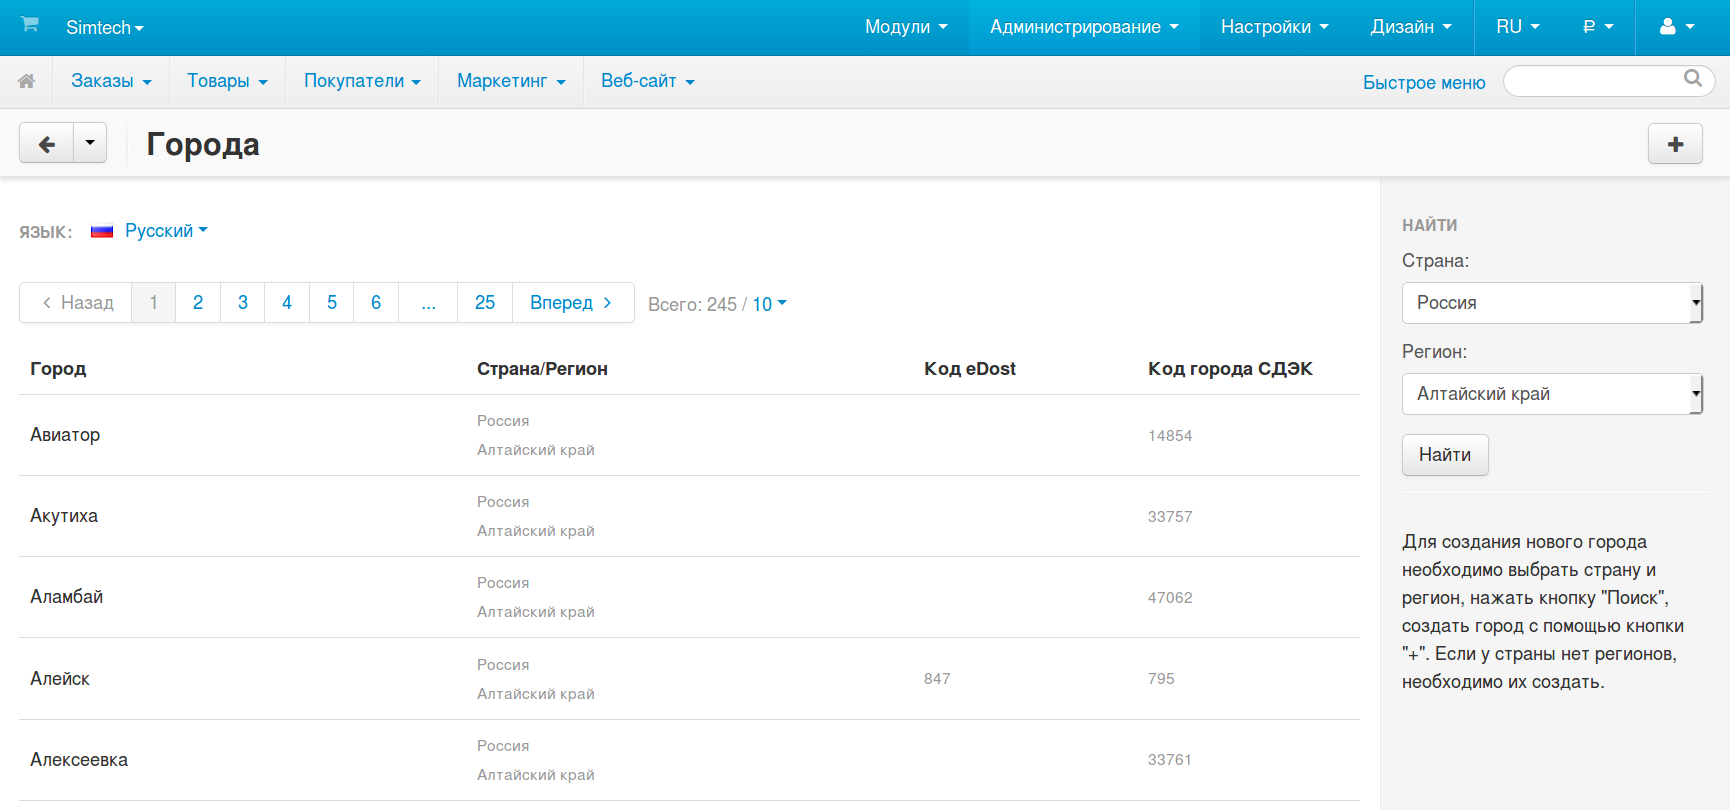 Simtech
Модули
Администрирование
Настройки
Дизайн
RU
₽
Заказы
Товары
Покупатели
Маркетинг
Веб-сайт
Быстрое меню
Города
ЯЗЫК: Русский
Назад 1 2 3 4 5 6 ... 25 Вперед Всего: 245 / 10
Город Страна/Регион Код eDost Код города СДЭК
Авиатор Россия 14854
Алтайский край
Акутиха Россия 33757
Алтайский край
Аламбай Россия 47062
Алтайский край
Алейск Россия 847 795
Алтайский край
Алексеевка Россия 33761
Алтайский край
НАЙТИ
Страна:
Россия
Регион:
Алтайский край
Найти
Для создания нового города
необходимо выбрать страну и
регион, нажать кнопку "Поиск",
создать город с помощью кнопки
"+". Если у страны нет регионов,
необходимо их создать.